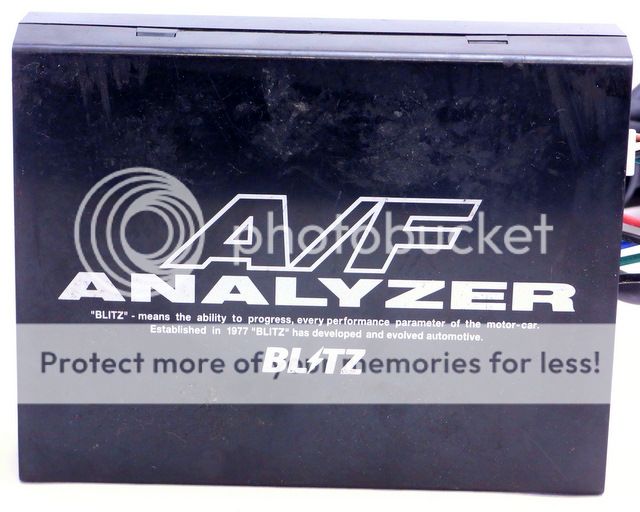 A/F
photobucket
ANALYZER
"BLITZ" - means the ability to progress, every performance parameter of the motor-car.
Established in 1977 "BLITZ" has developed and evolved automotive.
BLITZ
Protect more of your memories for less!